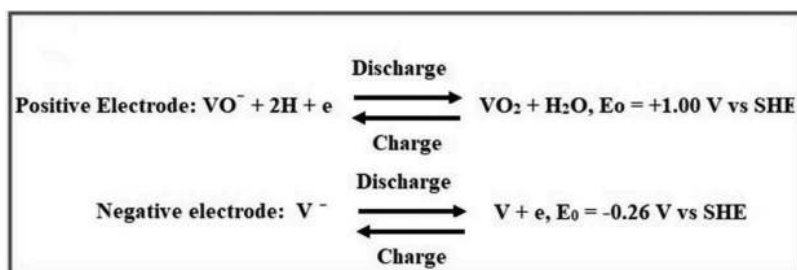 Discharge
Positive Electrode: VO⁻ + 2H + e VO₂ + H₂O, Eo = +1.00 V vs SHE
Charge
Discharge
Negative electrode: V ⁻ V + e, E₀ = -0.26 V vs SHE
Charge